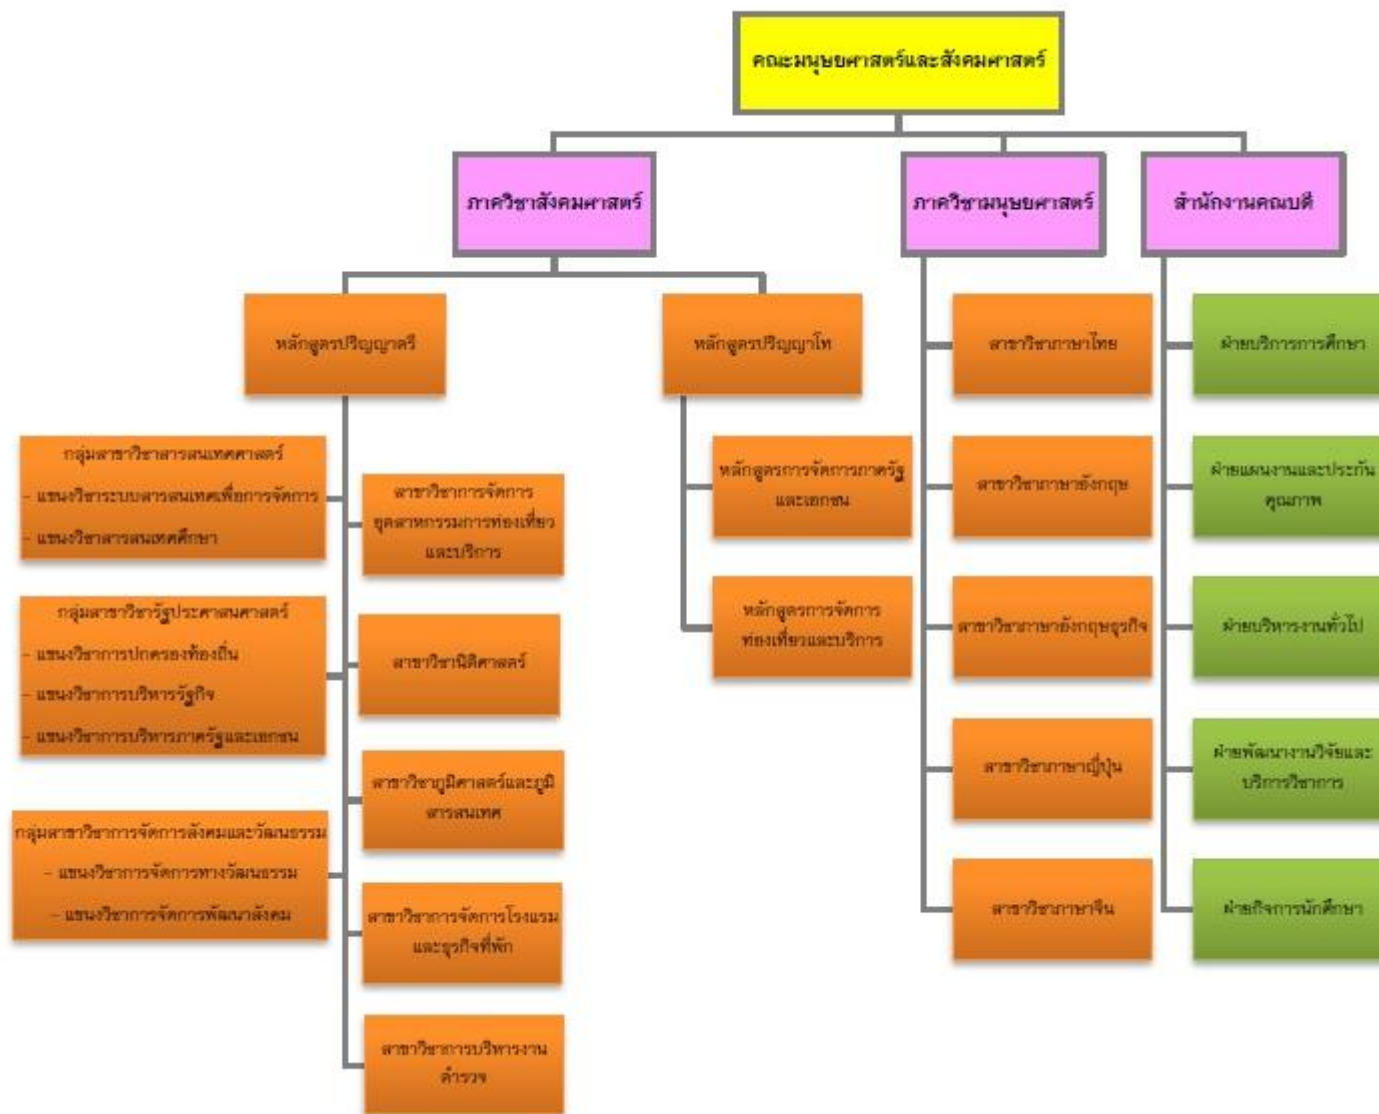 คณะมนุษยศาสตร์และสังคมศาสตร์
ภาควิชาสังคมศาสตร์
ภาควิชามนุษยศาสตร์
สำนักงานคณบดี
หลักสูตรปริญญาตรี
หลักสูตรปริญญาโท
สาขาวิชาภาษาไทย
ฝ่ายบริการการศึกษา
กลุ่มสาขาวิชาสารสนเทศศาสตร์
- แขนงวิชาระบบสารสนเทศเพื่อการจัดการ
- แขนงวิชาสารสนเทศศึกษา
สาขาวิชาการจัดการ
อุตสาหกรรมการท่องเที่ยว
และบริการ
หลักสูตรการจัดการภาครัฐ
และเอกชน
สาขาวิชาภาษาอังกฤษ
ฝ่ายแผนงานและประกัน
คุณภาพ
กลุ่มสาขาวิชารัฐประศาสนศาสตร์
- แขนงวิชาการปกครองท้องถิ่น
- แขนงวิชาการบริหารรัฐกิจ
- แขนงวิชาการบริหารภาครัฐและเอกชน
สาขาวิชานิติศาสตร์
หลักสูตรการจัดการ
ท่องเที่ยวและบริการ
สาขาวิชาภาษาอังกฤษธุรกิจ
ฝ่ายบริหารงานทั่วไป
สาขาวิชาภูมิศาสตร์และภูมิ
สารสนเทศ
สาขาวิชาภาษาญี่ปุ่น
ฝ่ายพัฒนางานวิจัยและ
บริการวิชาการ
กลุ่มสาขาวิชาการจัดการสังคมและวัฒนธรรม
- แขนงวิชาการจัดการทางวัฒนธรรม
- แขนงวิชาการจัดการพัฒนาสังคม
สาขาวิชาการจัดการโรงแรม
และธุรกิจที่พัก
สาขาวิชาภาษาจีน
ฝ่ายกิจการนักศึกษา
สาขาวิชาการบริหารงาน
ตำรวจ